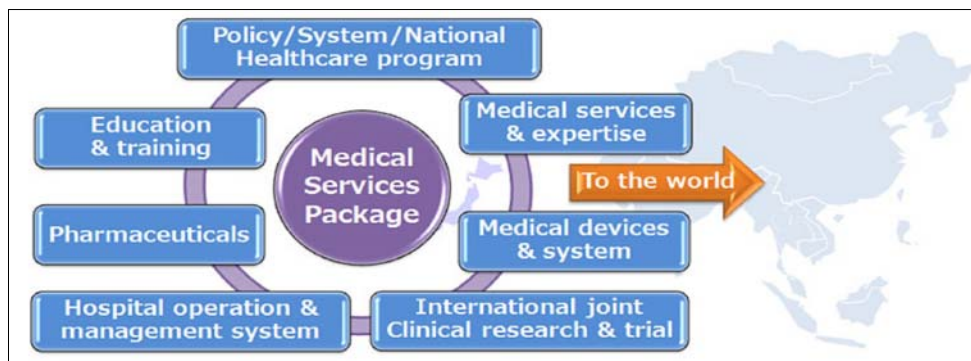 Policy/System/National
Healthcare program
Education
& training
Medical services
& expertise
Medical
Services
Package
To the world
Pharmaceuticals
Medical devices
& system
Hospital operation &
management system
International joint
Clinical research & trial